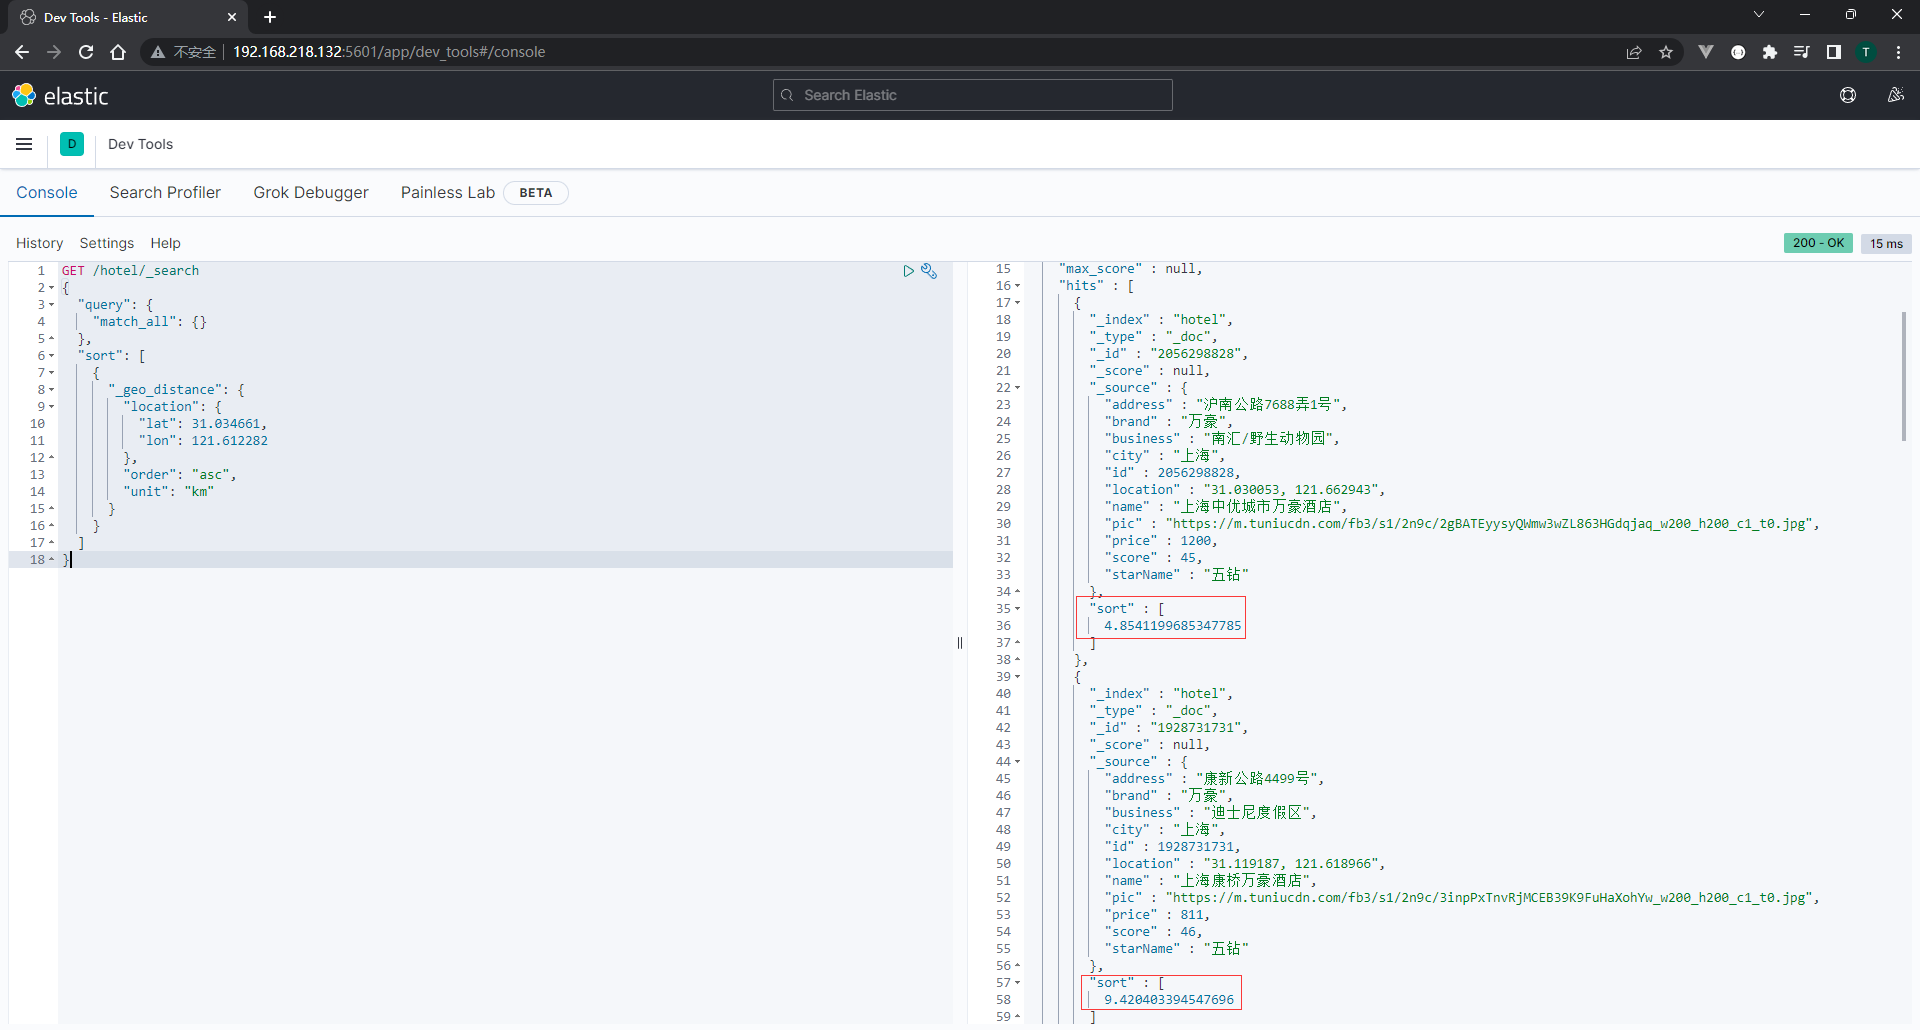 Dev Tools - Elastic
不安全 192.168.218.132:5601/app/dev_tools#/console
T
elastic
Search Elastic
D
Dev Tools
Console Search Profiler Grok Debugger Painless Lab BETA
History Settings Help
200 - OK 15 ms
1 GET /hotel/_search
2 {
3 "query": {
4 "match_all": {}
5 },
6 "sort": [
7 {
8 "_geo_distance": {
9 "location": {
10 "lat": 31.034661,
11 "lon": 121.612282
12 },
13 "order": "asc",
14 "unit": "km"
15 }
16 }
17 ]
18 }
15 "max_score" : null,
16 "hits" : [
17 {
18 "_index" : "hotel",
19 "_type" : "_doc",
20 "_id" : "2056298828",
21 "_score" : null,
22 "_source" : {
23 "address" : "沪南公路7688弄1号",
24 "brand" : "万豪",
25 "business" : "南汇/野生动物园",
26 "city" : "上海",
27 "id" : 2056298828,
28 "location" : "31.030053, 121.662943",
29 "name" : "上海中优城市万豪酒店",
30 "pic" : "https://m.tuniucdn.com/fb3/s1/2n9c/2gBATEyysyQWmw3wZL863HGdqjaq_w200_h200_c1_t0.jpg",
31 "price" : 1200,
32 "score" : 45,
33 "starName" : "五钻"
34 },
35 "sort" : [
36 4.8541199685347785
37 ]
38 },
39 {
40 "_index" : "hotel",
41 "_type" : "_doc",
42 "_id" : "1928731731",
43 "_score" : null,
44 "_source" : {
45 "address" : "康新公路4499号",
46 "brand" : "万豪",
47 "business" : "迪士尼度假区",
48 "city" : "上海",
49 "id" : 1928731731,
50 "location" : "31.119187, 121.618966",
51 "name" : "上海康桥万豪酒店",
52 "pic" : "https://m.tuniucdn.com/fb3/s1/2n9c/3inpPxTnvRjMCEB39K9FuHaXohYw_w200_h200_c1_t0.jpg",
53 "price" : 811,
54 "score" : 46,
55 "starName" : "五钻"
56 },
57 "sort" : [
58 9.420403394547696
59 ]